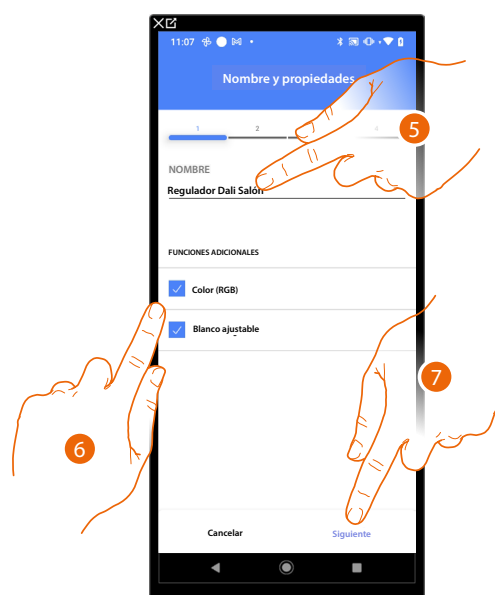 11:07
Nombre y propiedades
1 2 4
5
NOMBRE
Regulador Dali Salón
FUNCIONES ADICIONALES
Color (RGB)
Blanco ajustable
7
6
Cancelar Siguiente